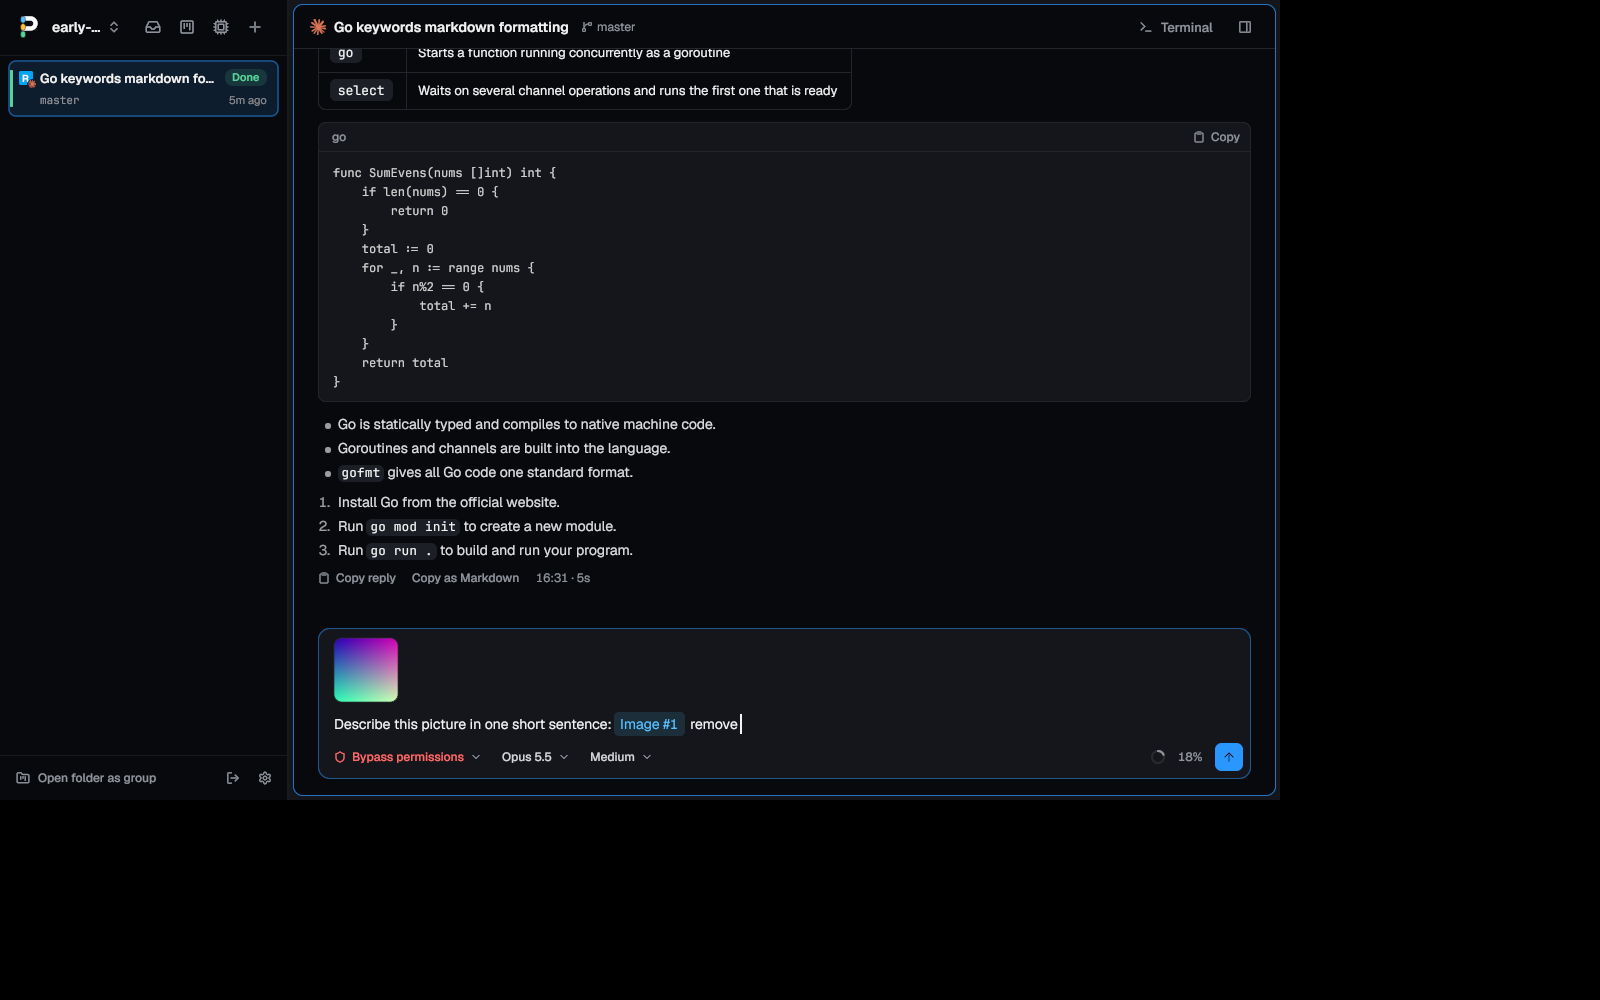 early-...
Go keywords markdown fo... Done
master 5m ago
Open folder as group
Go keywords markdown formatting master
Terminal
go Starts a function running concurrently as a goroutine
select Waits on several channel operations and runs the first one that is ready
go Copy
func SumEvens(nums []int) int {
    if len(nums) == 0 {
        return 0
    }
    total := 0
    for _, n := range nums {
        if n%2 == 0 {
            total += n
        }
    }
    return total
}
Go is statically typed and compiles to native machine code.
Goroutines and channels are built into the language.
gofmt gives all Go code one standard format.
1. Install Go from the official website.
2. Run go mod init to create a new module.
3. Run go run . to build and run your program.
Copy reply Copy as Markdown 16:31 · 5s
Describe this picture in one short sentence: Image #1 remove
Bypass permissions Opus 5.5 Medium 18%